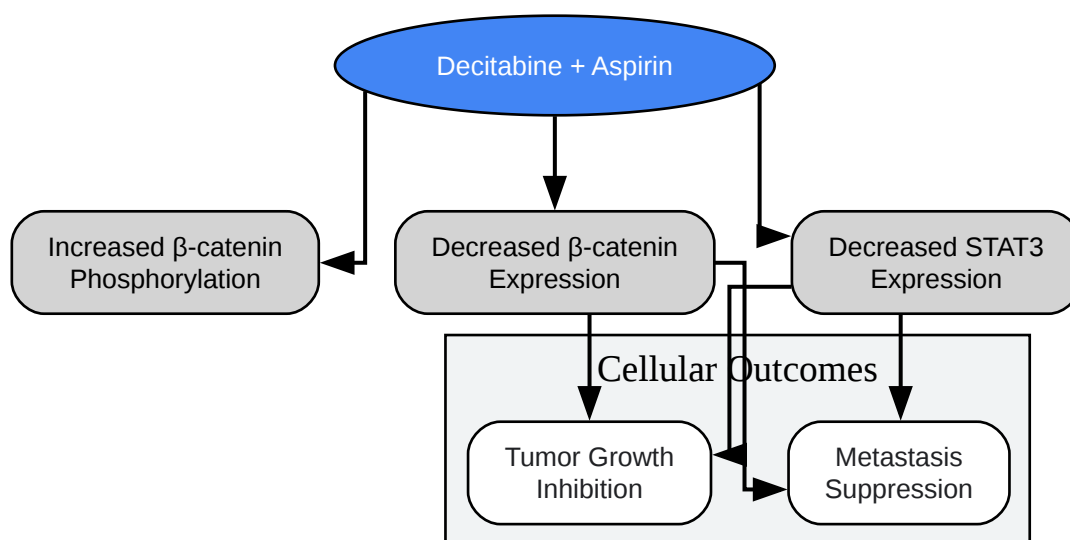 Decitabine + Aspirin
Increased β-catenin
Phosphorylation
Decreased β-catenin
Expression
Decreased STAT3
Expression
Cellular Outcomes
Tumor Growth
Inhibition
Metastasis
Suppression